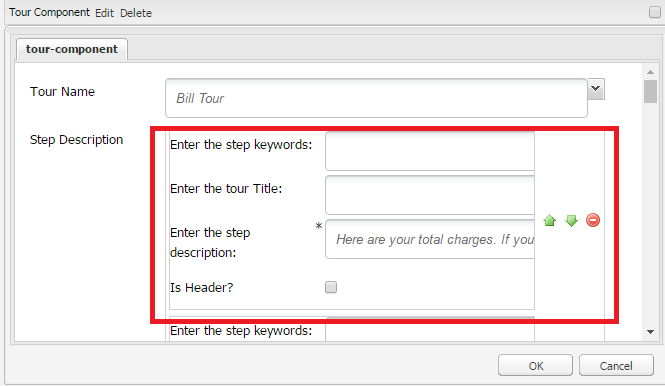 Tour Component Edit Delete
tour-component
Tour Name
Bill Tour
Step Description
Enter the step keywords:
Enter the tour Title:
Enter the step
description:
*
Here are your total charges. If you
Is Header?
Enter the step keywords:
OK
Cancel